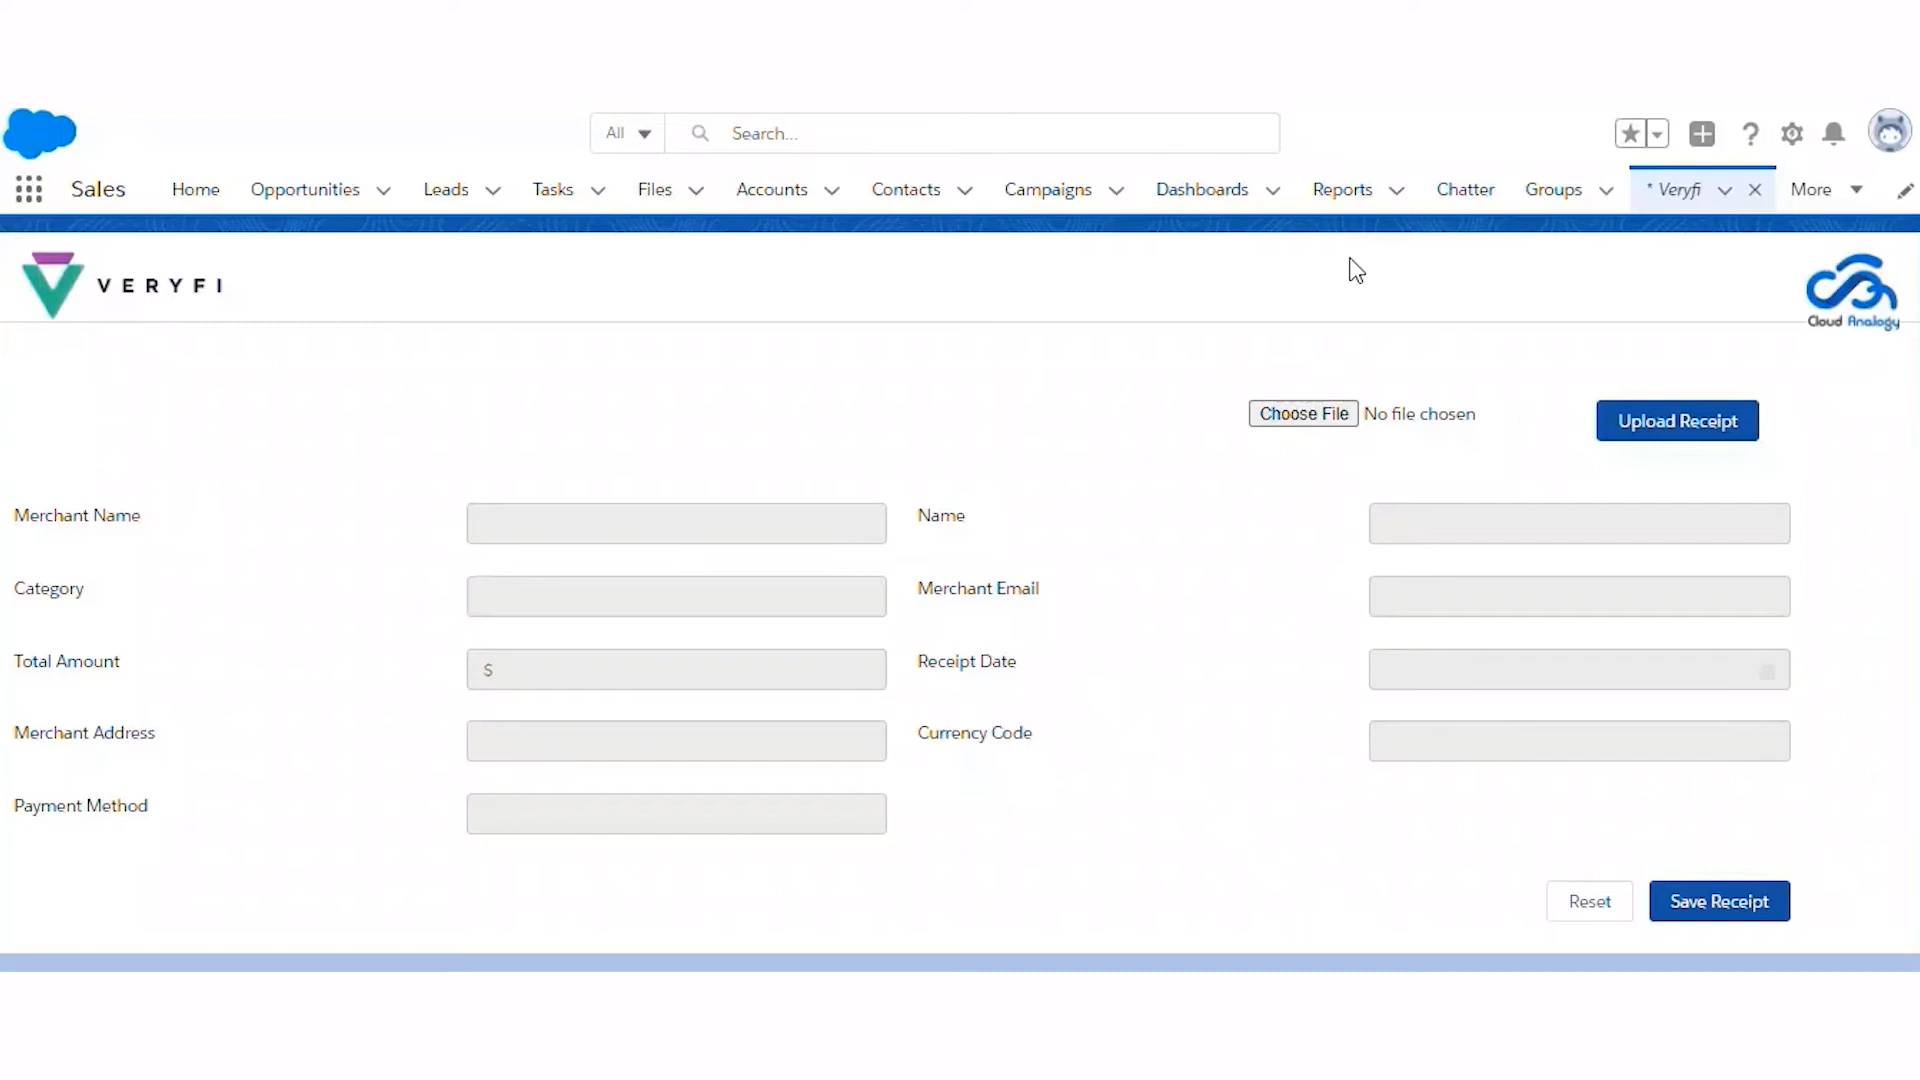 All Search...
Sales Home Opportunities Leads Tasks Files Accounts Contacts Campaigns Dashboards Reports Chatter Groups * Veryfi More
VERYFI
Cloud Analogy
Choose File No file chosen Upload Receipt
Merchant Name Name
Category Merchant Email
Total Amount $ Receipt Date
Merchant Address Currency Code
Payment Method
Reset Save Receipt